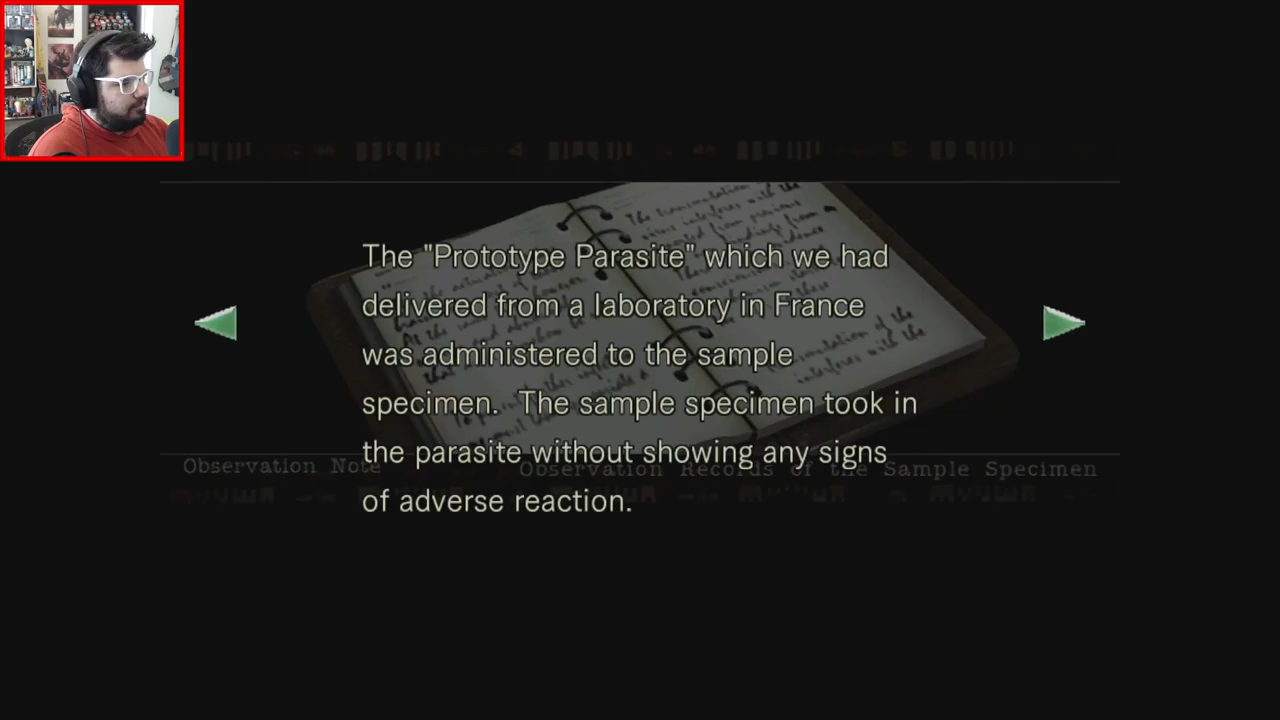 The "Prototype Parasite" which we had
delivered from a laboratory in France
was administered to the sample
specimen.  The sample specimen took in
the parasite without showing any signs
of adverse reaction.
Observation Note
Observation Records of the Sample Specimen